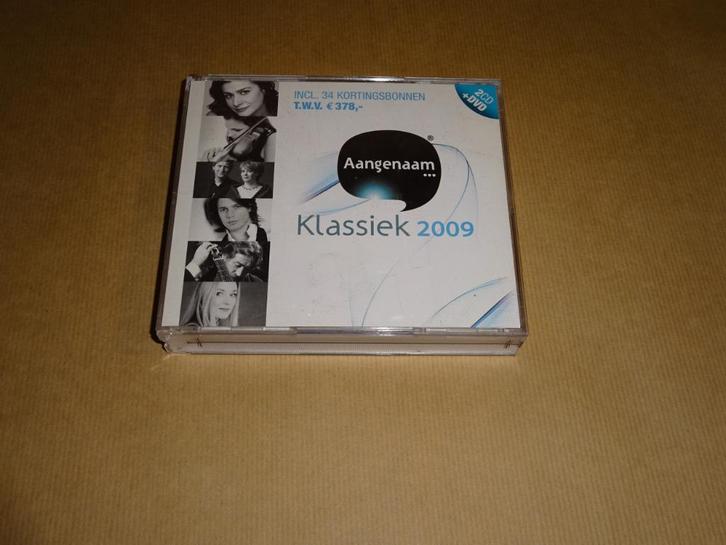 INCL. 34 KORTINGSBONNEN
T.W.V. € 378,-
2CD
+DVD
Aangenaam
...
®
Klassiek 2009